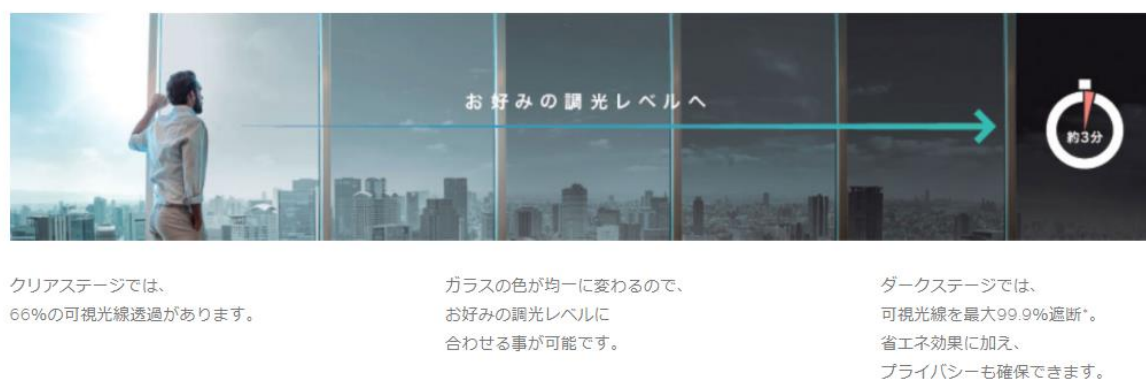 お好みの調光レベルへ
約3分
クリアステージでは、
66%の可視光線透過があります。
ガラスの色が均一に変わるので、
お好みの調光レベルに
合わせる事が可能です。
ダークステージでは、
可視光線を最大99.9%遮断*。
省エネ効果に加え、
プライバシーも確保できます。